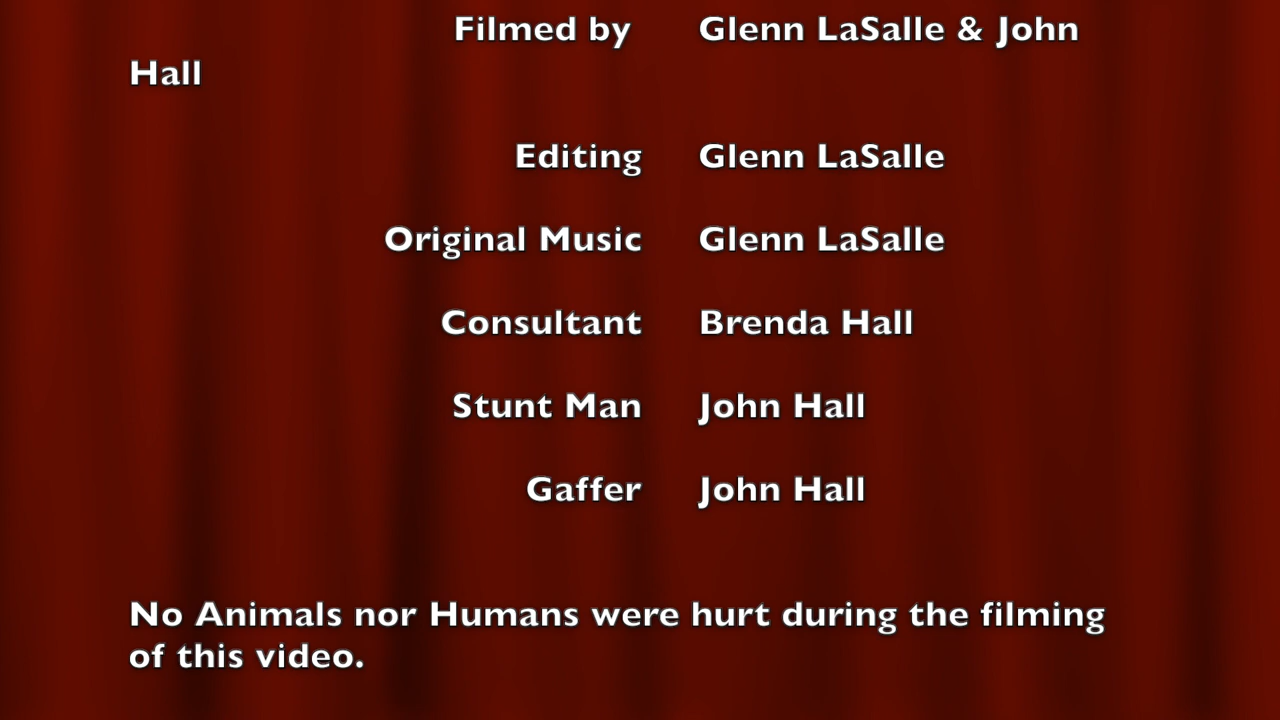 Filmed by Glenn LaSalle & John
Hall
Editing Glenn LaSalle
Original Music Glenn LaSalle
Consultant Brenda Hall
Stunt Man John Hall
Gaffer John Hall
No Animals nor Humans were hurt during the filming
of this video.